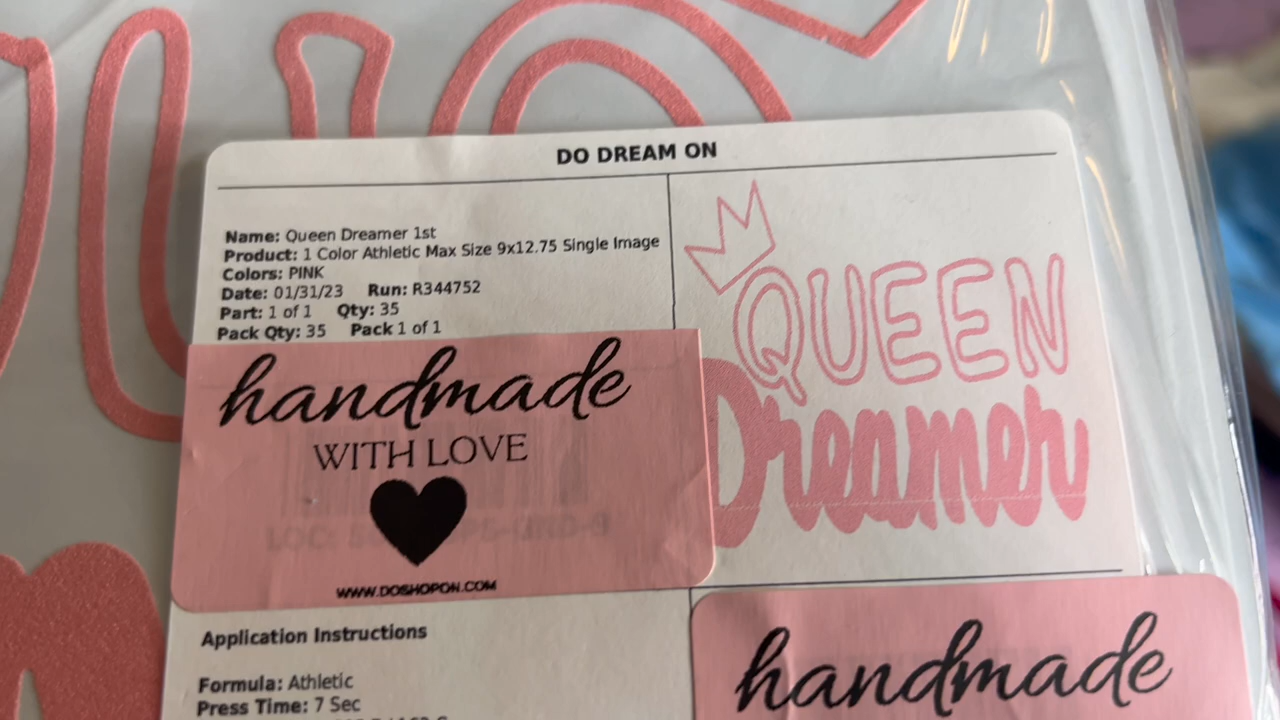 DO DREAM ON
Name: Queen Dreamer 1st
Product: 1 Color Athletic Max Size 9x12.75 Single Image
Colors: PINK
Date: 01/31/23 Run: R344752
Part: 1 of 1 Qty: 35
Pack Qty: 35 Pack 1 of 1
QUEEN
Dreamer
handmade
WITH LOVE
LOC:
WWW.DOSHOPON.COM
Application Instructions
Formula: Athletic
Press Time: 7 Sec
handmade